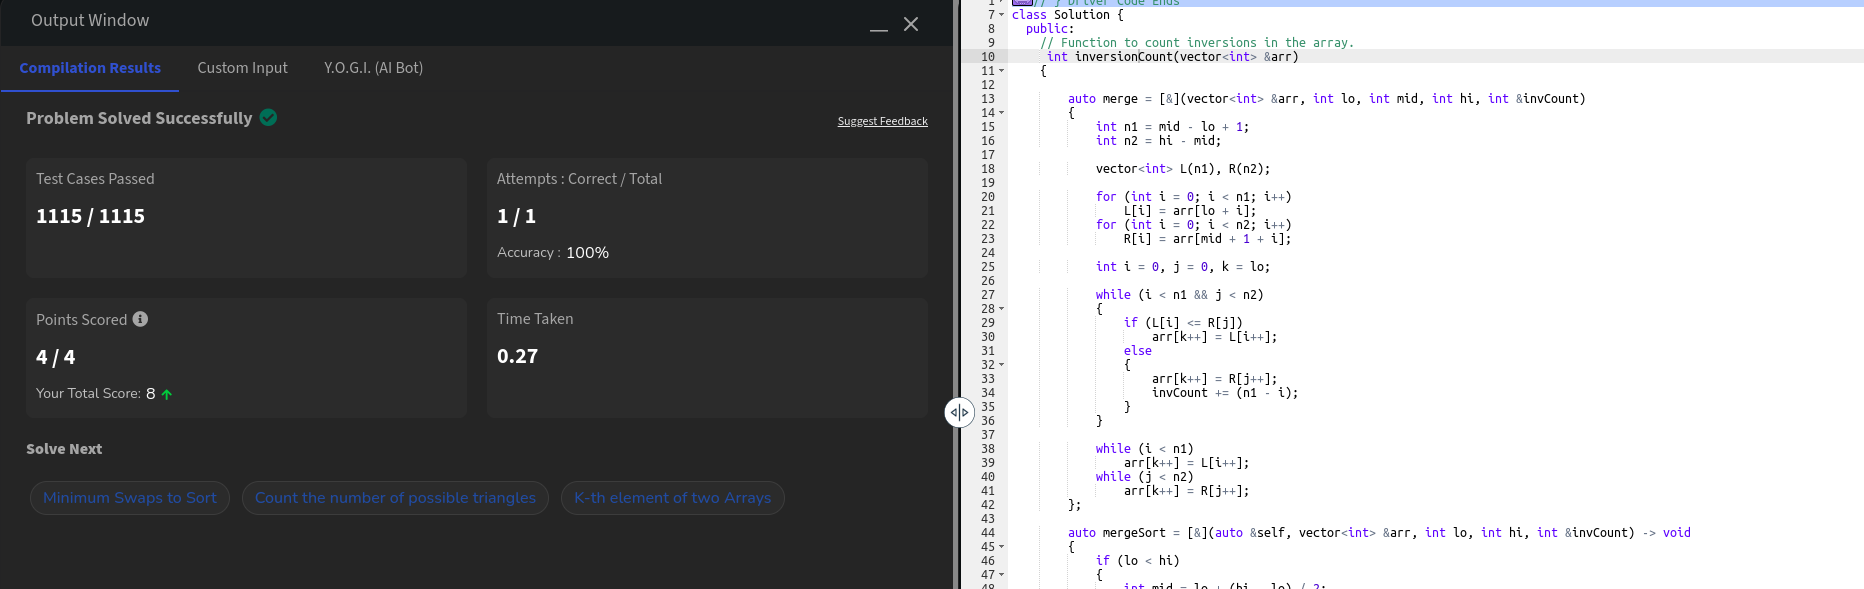 Output Window
Compilation Results
Custom Input
Y.O.G.I. (AI Bot)
Problem Solved Successfully
Suggest Feedback
Test Cases Passed
1115 / 1115
Attempts : Correct / Total
1 / 1
Accuracy : 100%
Points Scored
4 / 4
Your Total Score: 8
Time Taken
0.27
Solve Next
Minimum Swaps to Sort
Count the number of possible triangles
K-th element of two Arrays
1 // } Driver Code Ends
7 class Solution {
8   public:
9     // Function to count inversions in the array.
10      int inversionCount(vector<int> &arr)
11     {
12
13         auto merge = [&](vector<int> &arr, int lo, int mid, int hi, int &invCount)
14         {
15             int n1 = mid - lo + 1;
16             int n2 = hi - mid;
17
18             vector<int> L(n1), R(n2);
19
20             for (int i = 0; i < n1; i++)
21                 L[i] = arr[lo + i];
22             for (int i = 0; i < n2; i++)
23                 R[i] = arr[mid + 1 + i];
24
25             int i = 0, j = 0, k = lo;
26
27             while (i < n1 && j < n2)
28             {
29                 if (L[i] <= R[j])
30                     arr[k++] = L[i++];
31                 else
32                 {
33                     arr[k++] = R[j++];
34                     invCount += (n1 - i);
35                 }
36             }
37
38             while (i < n1)
39                 arr[k++] = L[i++];
40             while (j < n2)
41                 arr[k++] = R[j++];
42         };
43
44         auto mergeSort = [&](auto &self, vector<int> &arr, int lo, int hi, int &invCount) -> void
45         {
46             if (lo < hi)
47             {
48                 int mid = lo + (hi - lo) / 2;